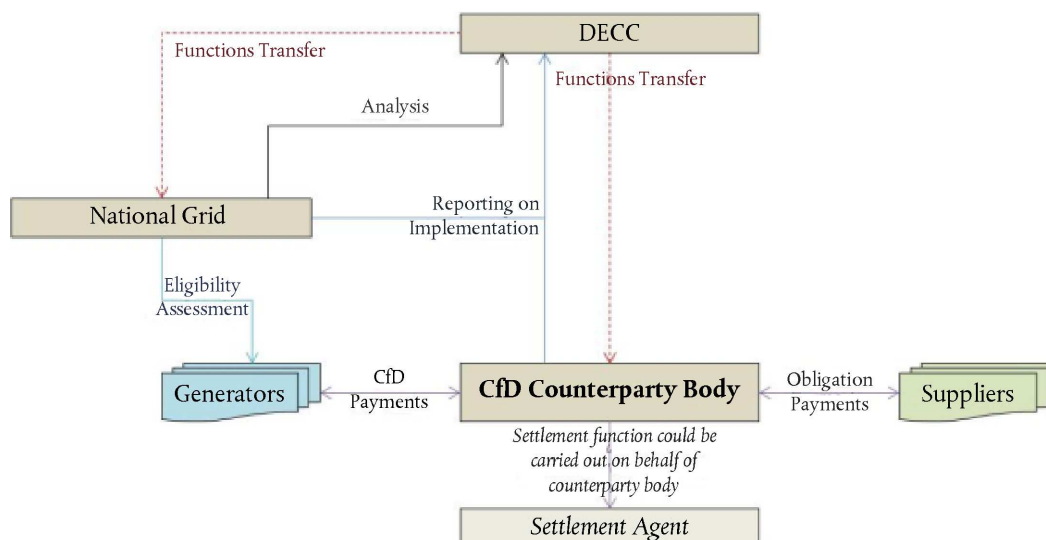 DECC
Functions Transfer
Functions Transfer
Analysis
National Grid
Reporting on
Implementation
Eligibility
Assessment
Generators
CfD
Payments
CfD Counterparty Body
Obligation
Payments
Suppliers
Settlement function could be
carried out on behalf of
counterparty body
Settlement Agent